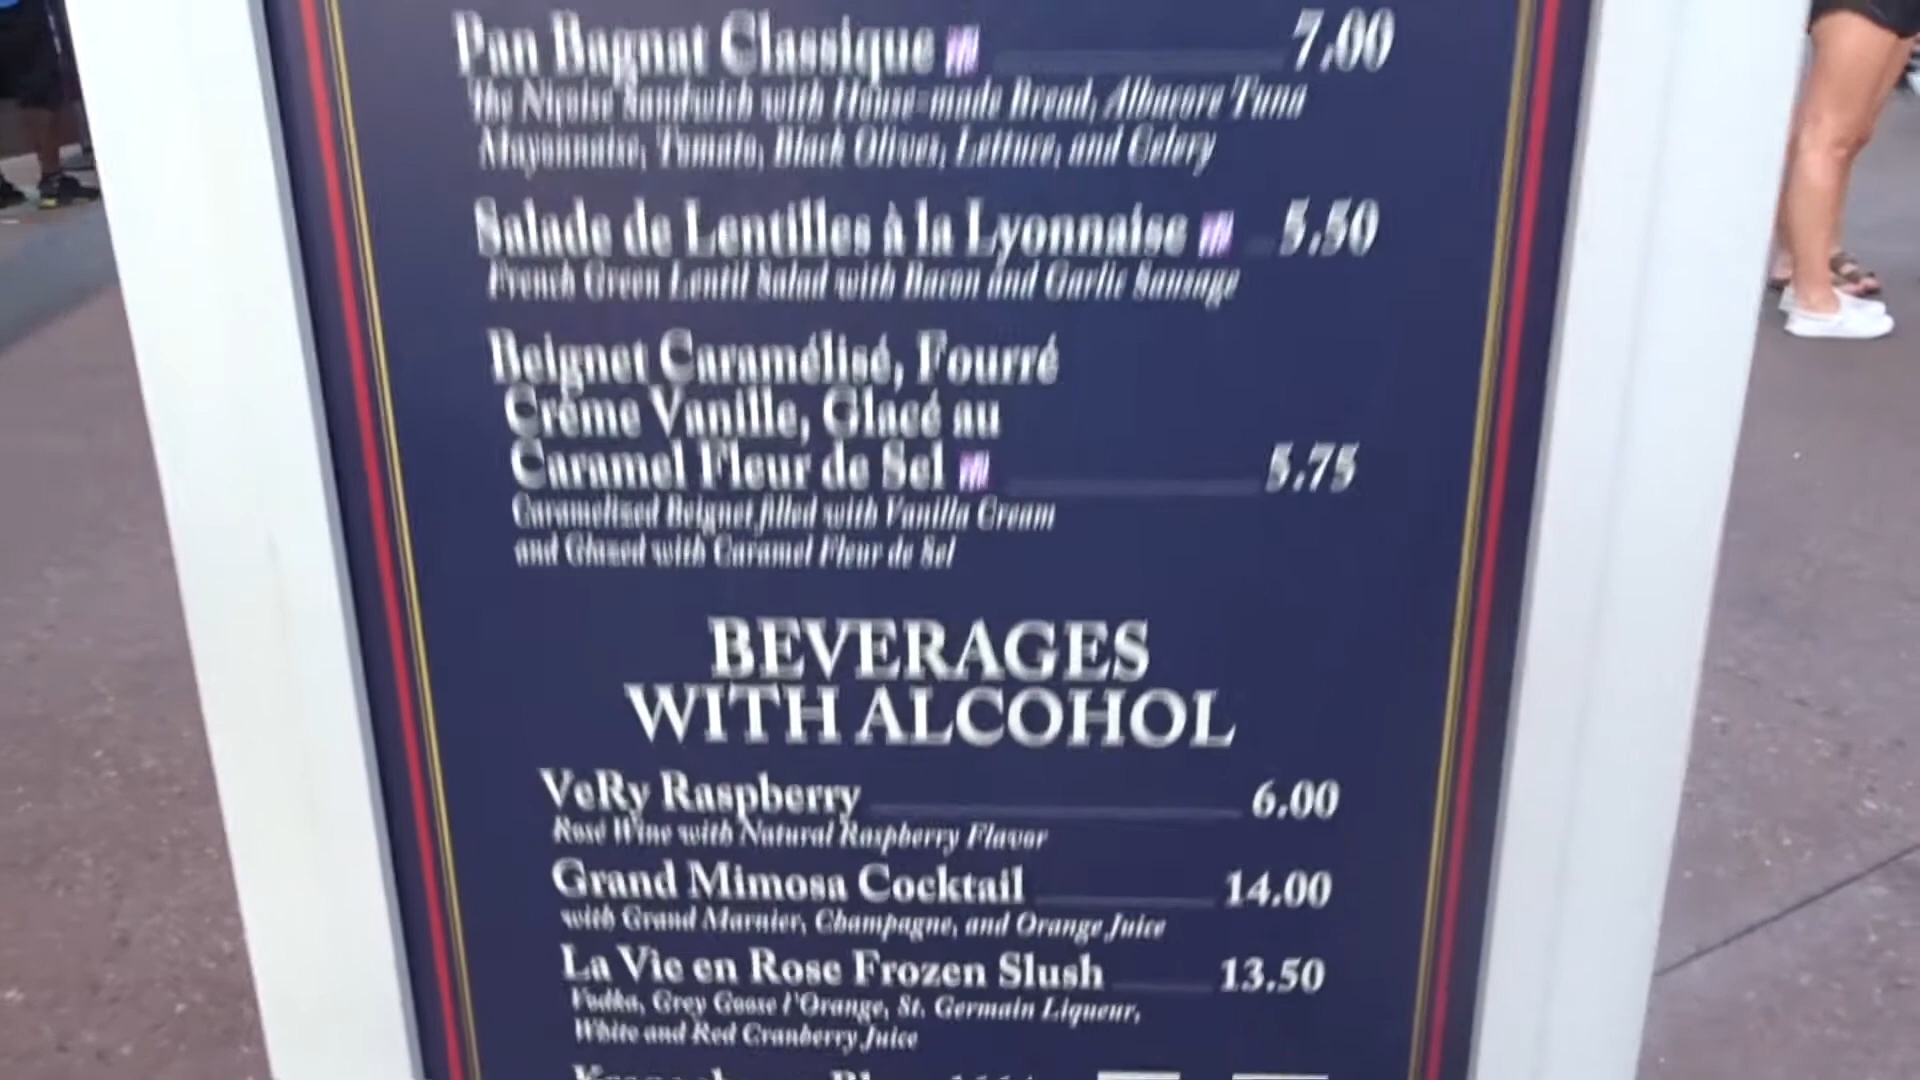 Pan Bagnat Classique 7.00
the Niçoise Sandwich with House-made Bread, Albacore Tuna
Mayonnaise, Tomato, Black Olives, Lettuce, and Celery
Salade de Lentilles à la Lyonnaise 5.50
French Green Lentil Salad with Bacon and Garlic Sausage
Beignet Caramélisé, Fourré
Crème Vanille, Glacé au
Caramel Fleur de Sel 5.75
Caramelized Beignet filled with Vanilla Cream
and Glazed with Caramel Fleur de Sel
BEVERAGES
WITH ALCOHOL
VeRy Raspberry 6.00
Rosé Wine with Natural Raspberry Flavor
Grand Mimosa Cocktail 14.00
with Grand Marnier, Champagne, and Orange Juice
La Vie en Rose Frozen Slush 13.50
Vodka, Grey Goose l'Orange, St. Germain Liqueur,
White and Red Cranberry Juice